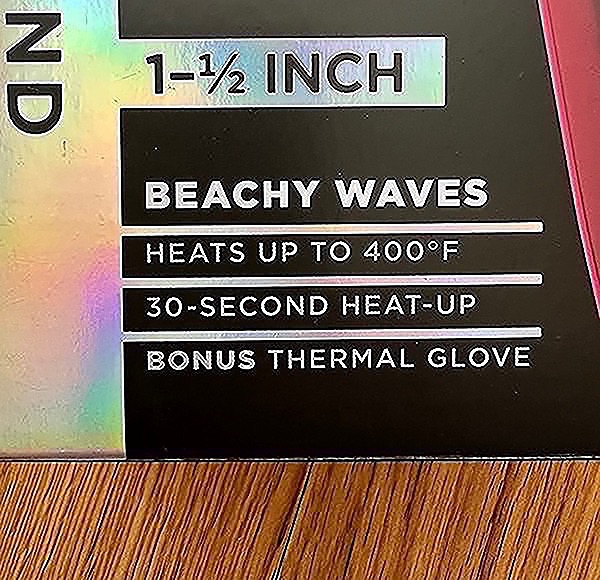 ND
1-½ INCH
BEACHY WAVES
HEATS UP TO 400°F
30-SECOND HEAT-UP
BONUS THERMAL GLOVE